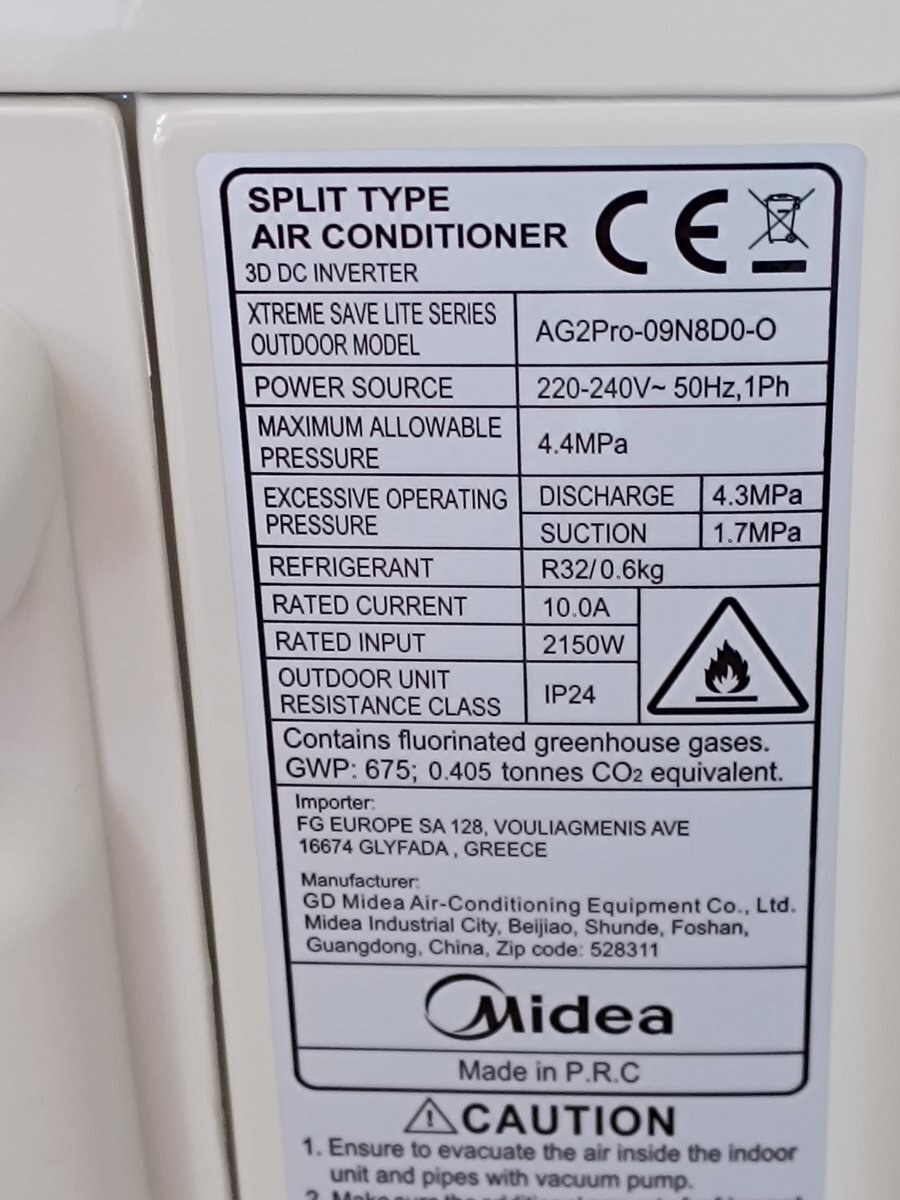 SPLIT TYPE
AIR CONDITIONER
3D DC INVERTER
CE
XTREME SAVE LITE SERIES
OUTDOOR MODEL
AG2Pro-09N8D0-O
POWER SOURCE
220-240V~ 50Hz,1Ph
MAXIMUM ALLOWABLE
PRESSURE
4.4MPa
EXCESSIVE OPERATING
PRESSURE
DISCHARGE
4.3MPa
SUCTION
1.7MPa
REFRIGERANT
R32/0.6kg
RATED CURRENT
10.0A
RATED INPUT
2150W
OUTDOOR UNIT
RESISTANCE CLASS
IP24
Contains fluorinated greenhouse gases.
GWP: 675; 0.405 tonnes CO2 equivalent.
Importer:
FG EUROPE SA 128, VOULIAGMENIS AVE
16674 GLYFADA , GREECE
Manufacturer:
GD Midea Air-Conditioning Equipment Co., Ltd.
Midea Industrial City, Beijiao, Shunde, Foshan,
Guangdong, China, Zip code: 528311
Midea
Made in P.R.C
CAUTION
1. Ensure to evacuate the air inside the indoor
unit and pipes with vacuum pump.
2. Make sure the